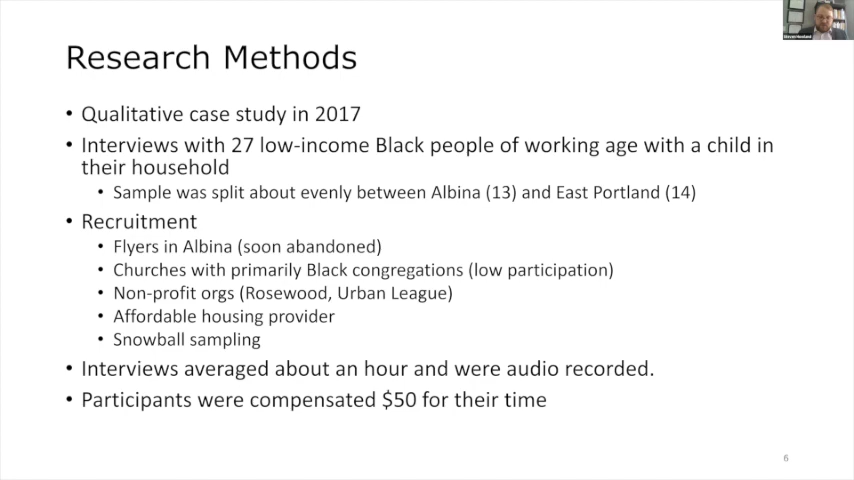 Research Methods
• Qualitative case study in 2017
• Interviews with 27 low-income Black people of working age with a child in
their household
• Sample was split about evenly between Albina (13) and East Portland (14)
• Recruitment
• Flyers in Albina (soon abandoned)
• Churches with primarily Black congregations (low participation)
• Non-profit orgs (Rosewood, Urban League)
• Affordable housing provider
• Snowball sampling
• Interviews averaged about an hour and were audio recorded.
• Participants were compensated $50 for their time
6